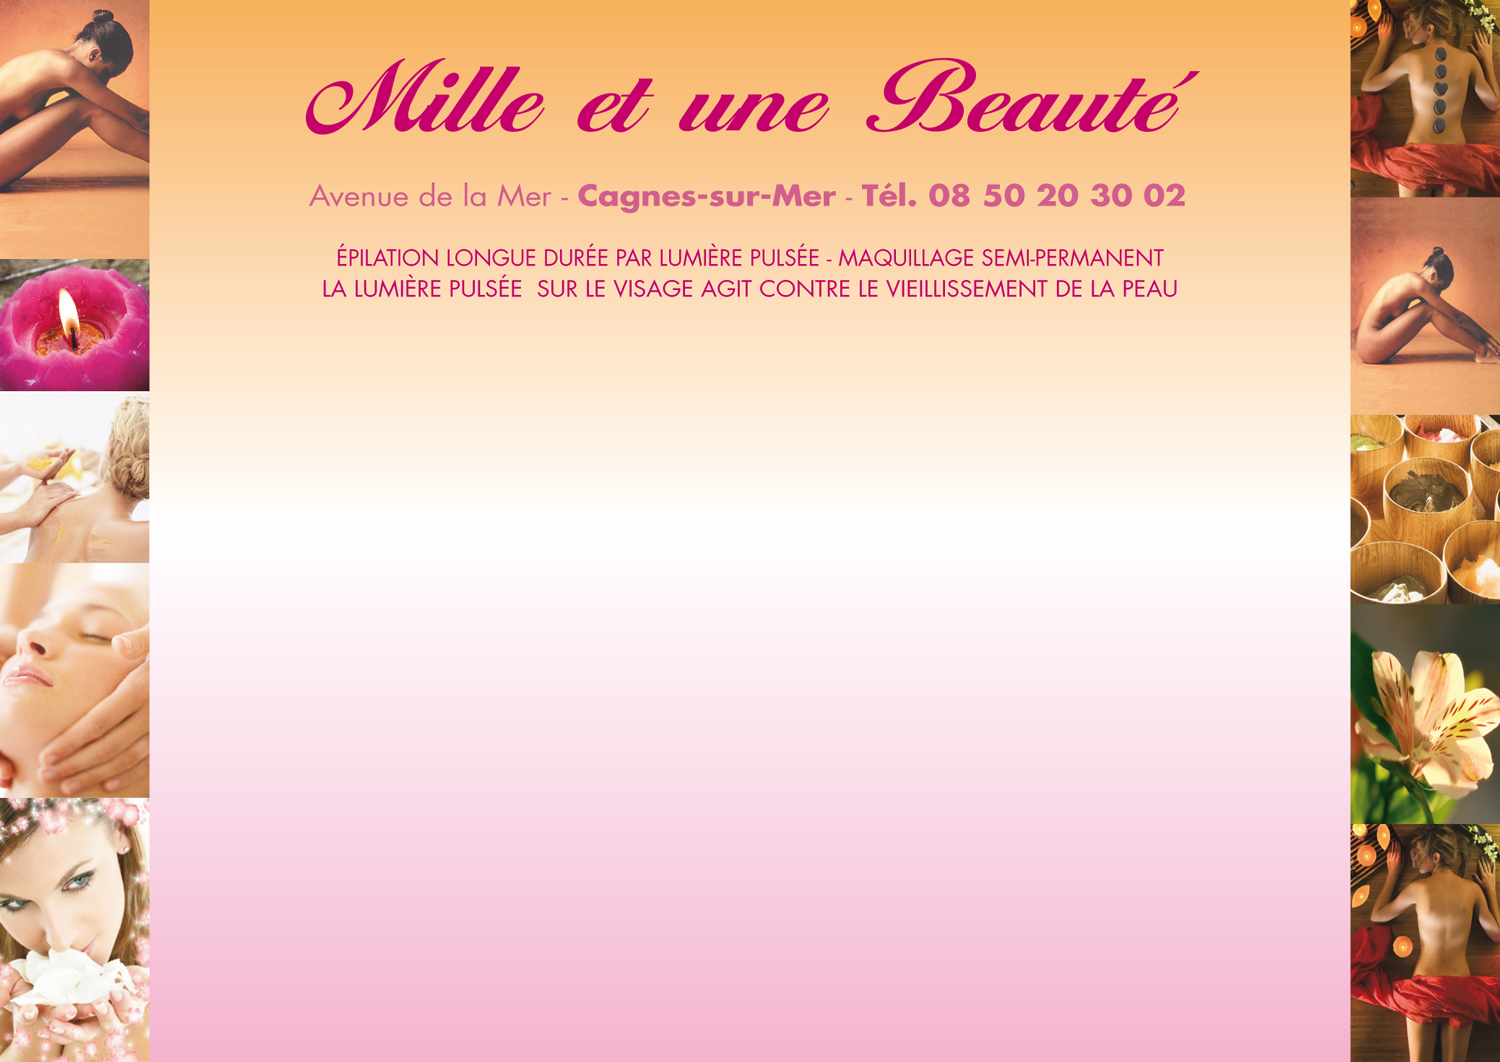 Mille et une Beauté
Avenue de la Mer - Cagnes-sur-Mer - Tél. 08 50 20 30 02
ÉPILATION LONGUE DURÉE PAR LUMIÈRE PULSÉE - MAQUILLAGE SEMI-PERMANENT
LA LUMIÈRE PULSÉE  SUR LE VISAGE AGIT CONTRE LE VIEILLISSEMENT DE LA PEAU